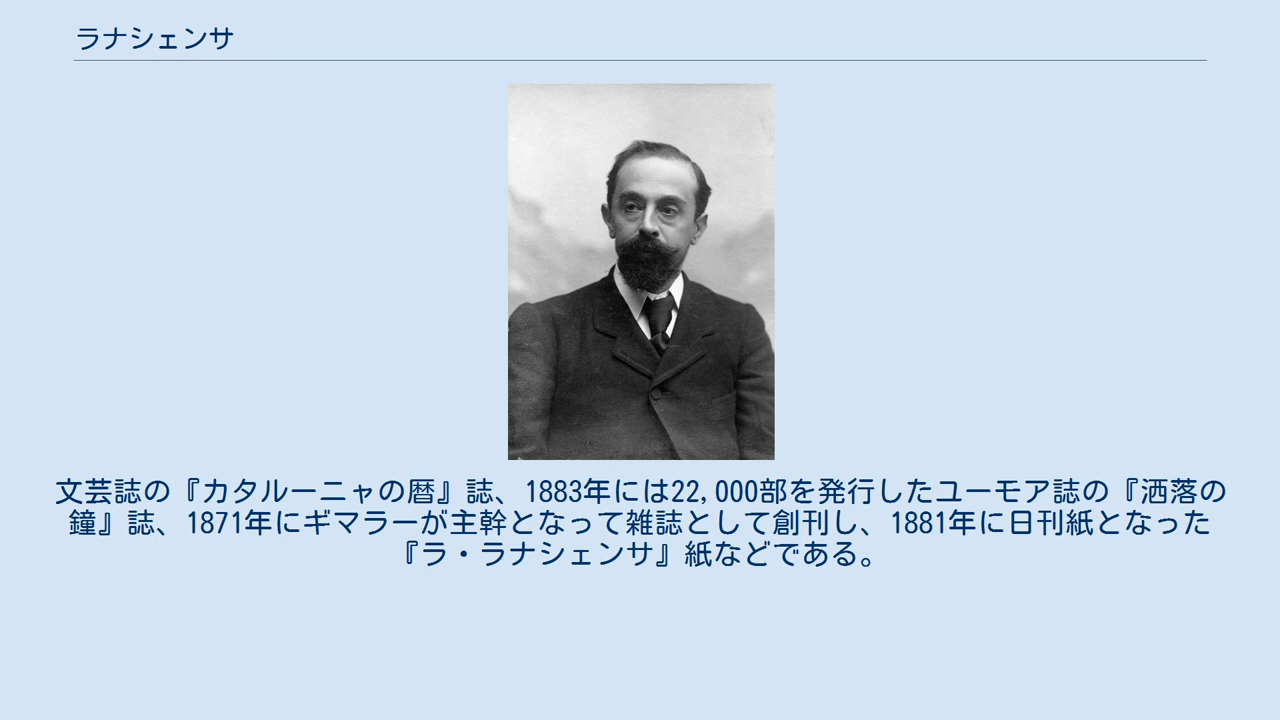 ラナシェンサ
文芸誌の『カタルーニャの暦』誌、1883年には22,000部を発行したユーモア誌の『洒落の
鐘』誌、1871年にギマラーが主幹となって雑誌として創刊し、1881年に日刊紙となった
『ラ・ラナシェンサ』紙などである。